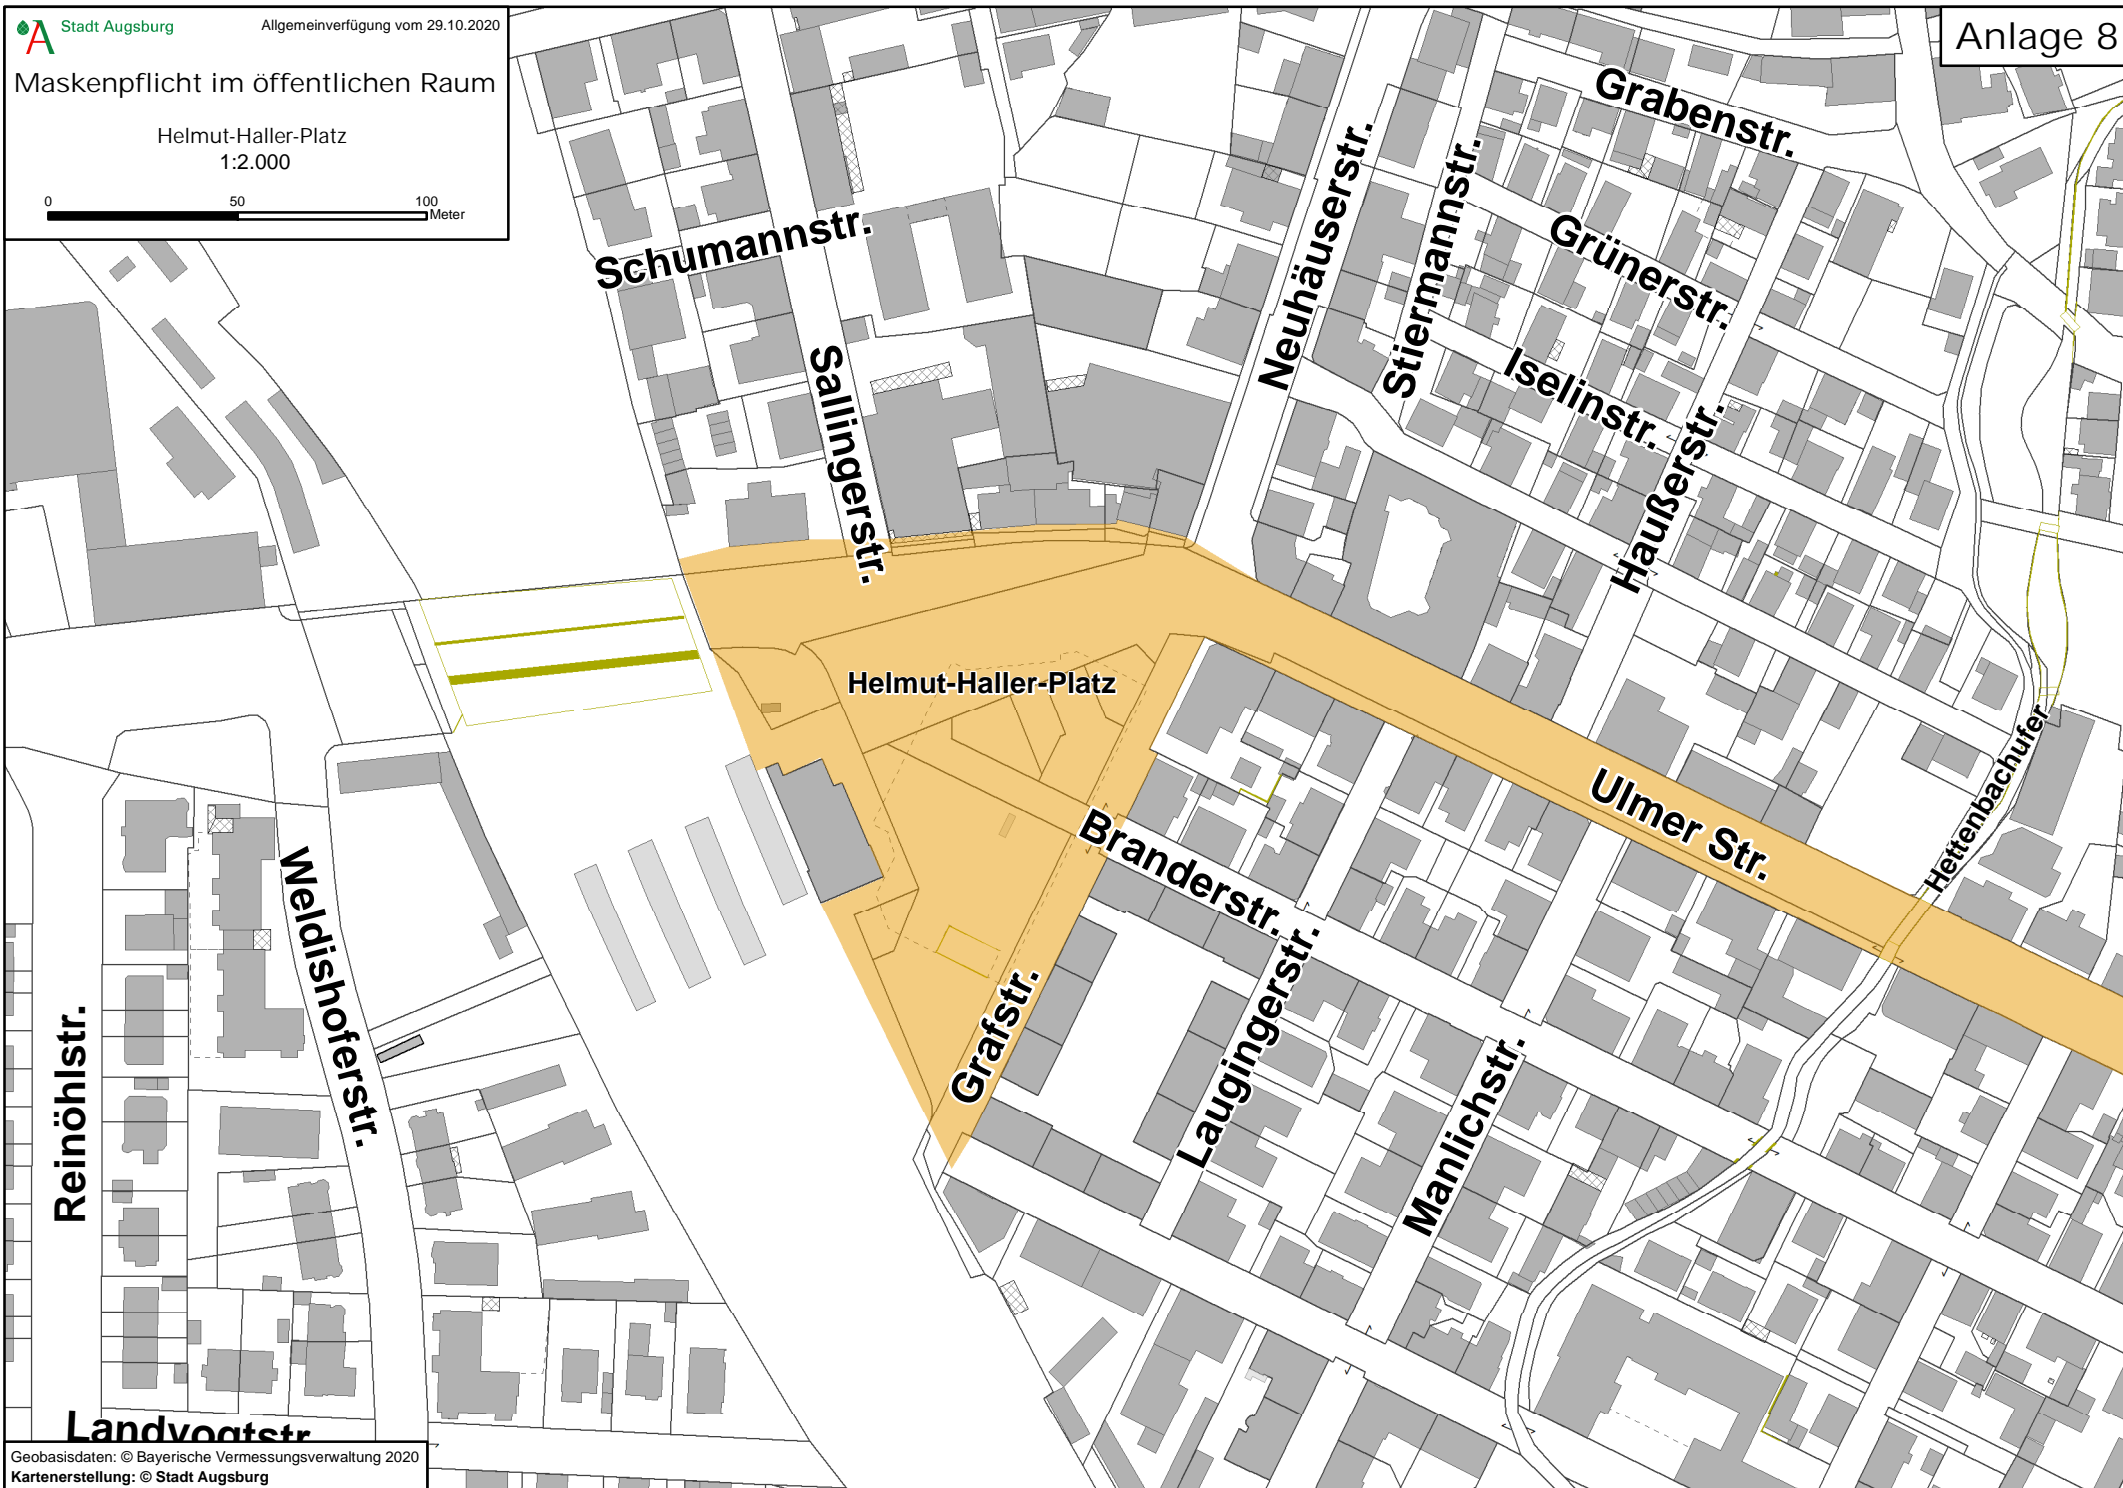 Stadt Augsburg
Allgemeinverfügung vom 29.10.2020
Maskenpflicht im öffentlichen Raum
Helmut-Haller-Platz
1:2.000
0 50 100
Meter
Anlage 8
Grabenstr.
Schumannstr.
Neuhäuserstr.
Stiermannstr.
Grünerstr.
Sallingerstr.
Iselinstr.
Haußerstr.
Helmut-Haller-Platz
Ulmer Str.
Hettenbachufer
Branderstr.
Weldishoferstr.
Grafstr.
Laugingerstr.
Reinöhlstr.
Manlichstr.
Landvogtstr.
Geobasisdaten: © Bayerische Vermessungsverwaltung 2020
Kartenerstellung: © Stadt Augsburg